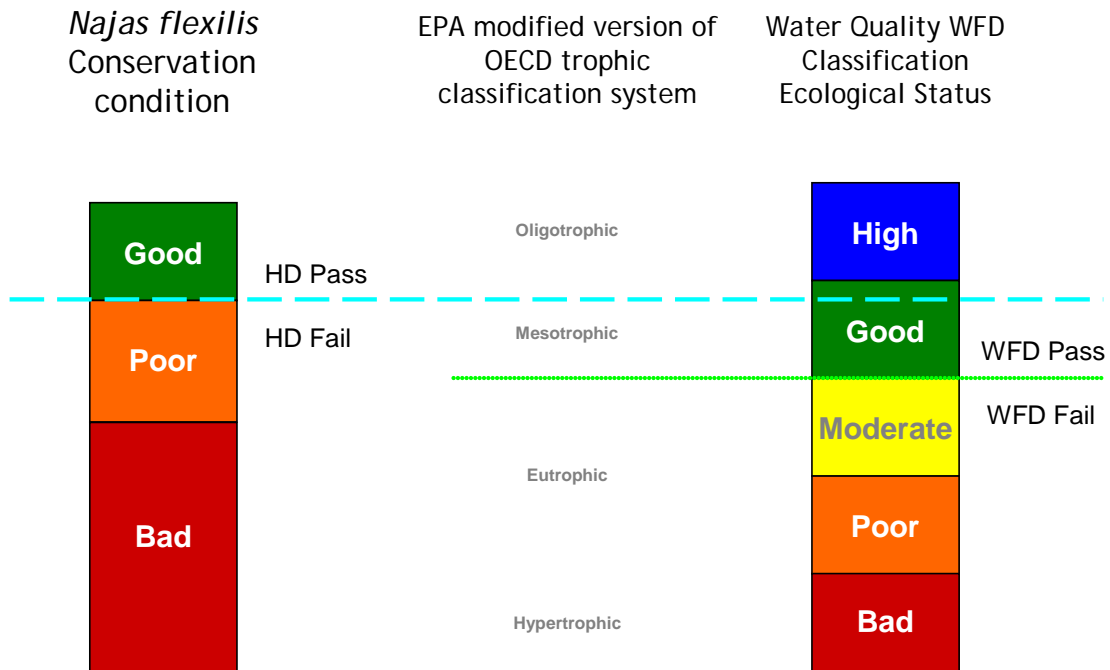 Najas flexilis
Conservation
condition
EPA modified version of
OECD trophic
classification system
Water Quality WFD
Classification
Ecological Status
Good
Poor
Bad
HD Pass
HD Fail
Oligotrophic
Mesotrophic
Eutrophic
Hypertrophic
High
Good
Moderate
Poor
Bad
WFD Pass
WFD Fail